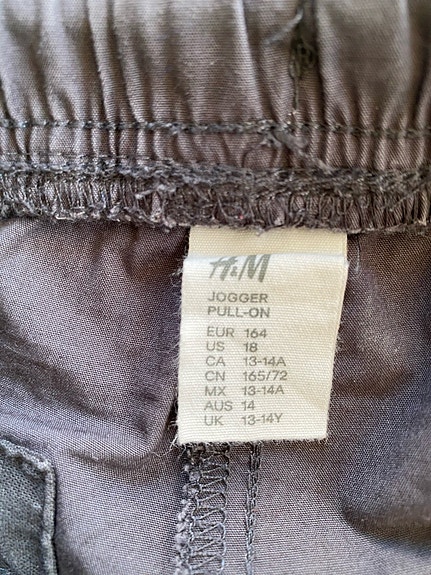 H&M
JOGGER
PULL-ON
EUR 164
US 18
CA 13-14A
CN 165/72
MX 13-14A
AUS 14
UK 13-14Y